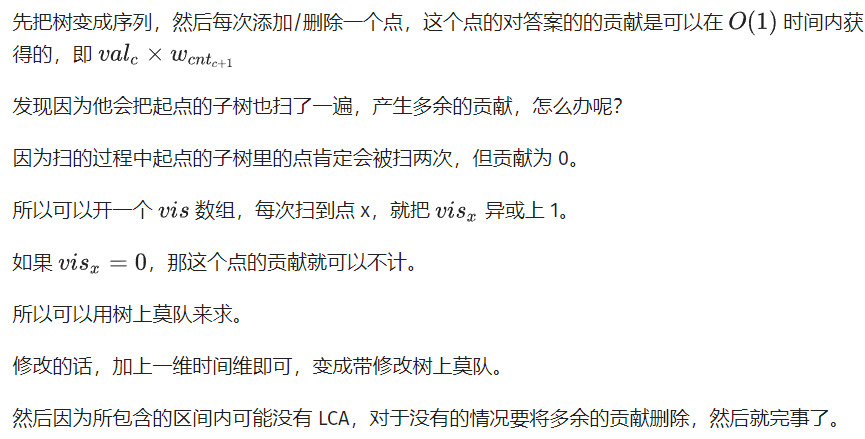 先把树变成序列，然后每次添加/删除一个点，这个点的对答案的的贡献是可以在 $O(1)$ 时间内获
得的，即 $val_c \times w_{cnt_{c+1}}$
发现因为他会把起点的子树也扫了一遍，产生多余的贡献，怎么办呢？
因为扫的过程中起点的子树里的点肯定会被扫两次，但贡献为 0。
所以可以开一个 $vis$ 数组，每次扫到点 x，就把 $vis_x$ 异或上 1。
如果 $vis_x = 0$，那这个点的贡献就可以不计。
所以可以用树上莫队来求。
修改的话，加上一维时间维即可，变成带修改树上莫队。
然后因为所包含的区间内可能没有 LCA，对于没有的情况要将多余的贡献删除，然后就完事了。